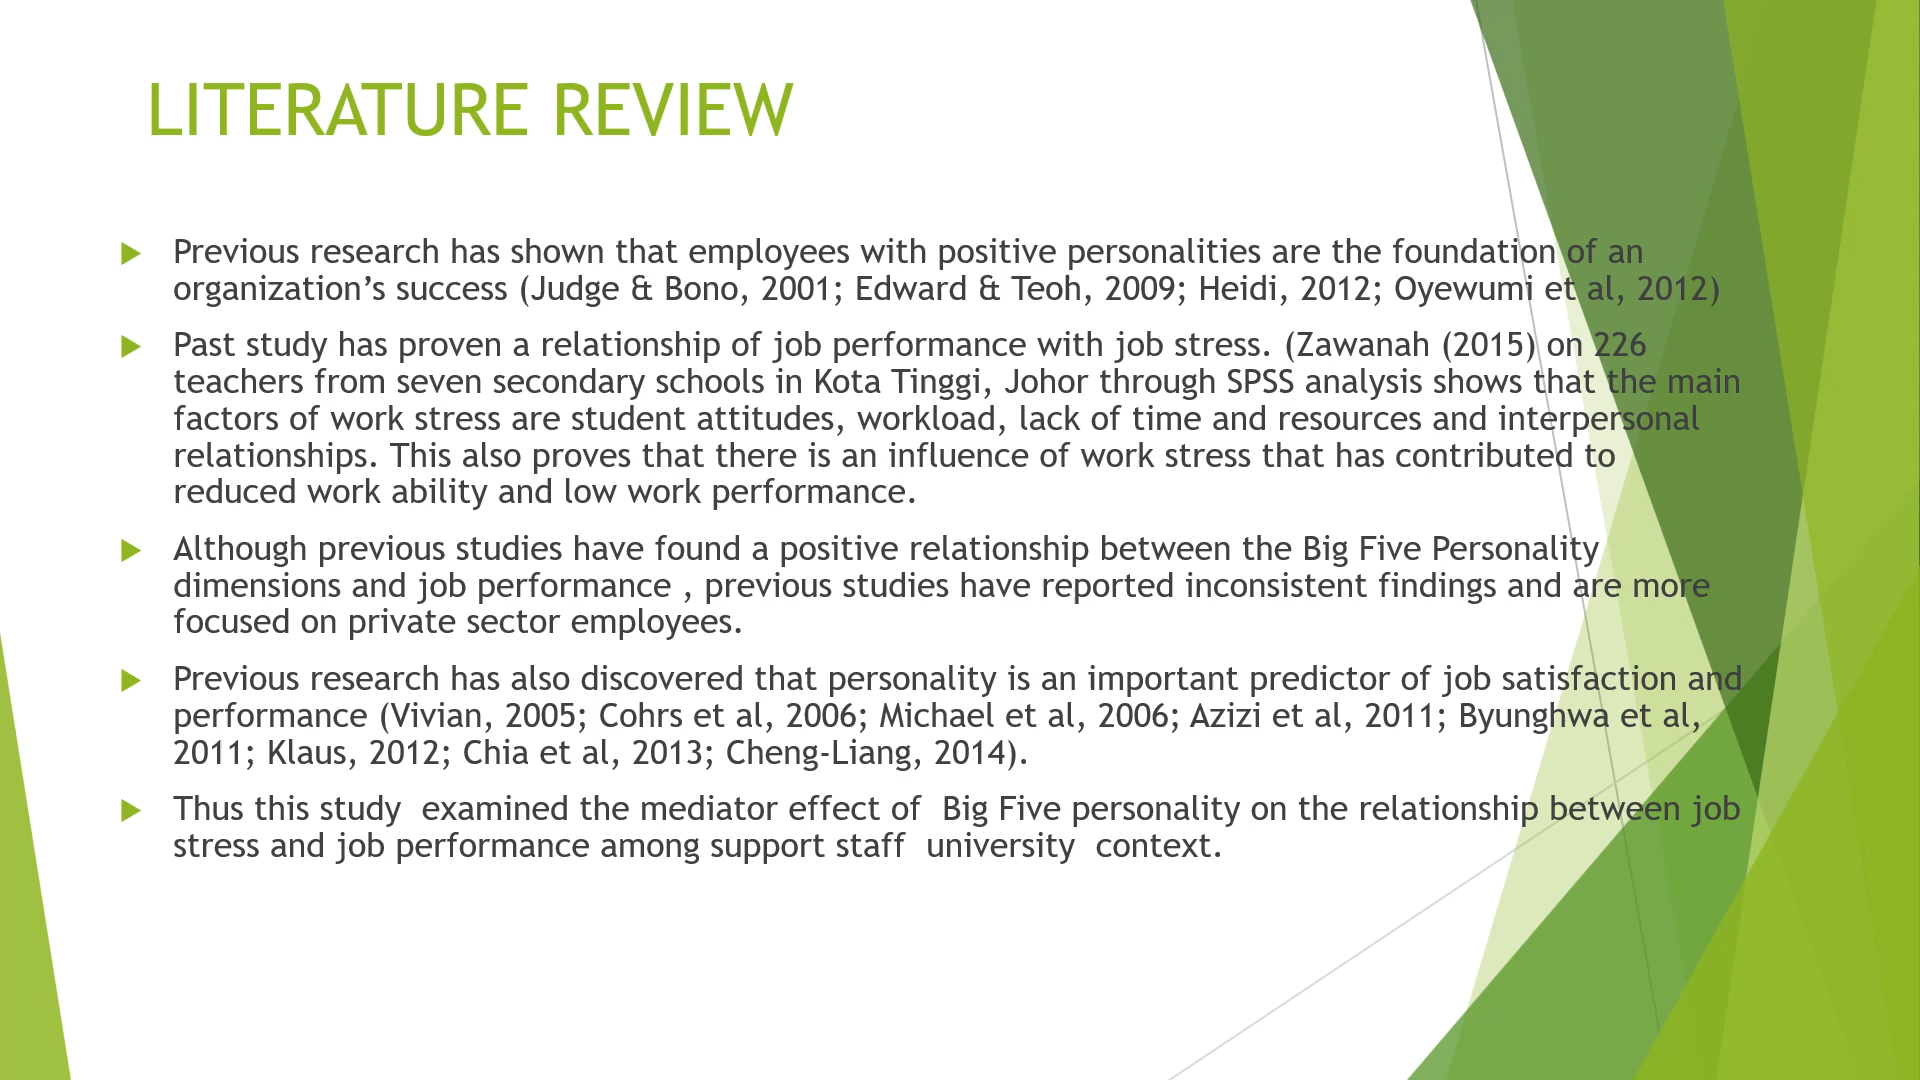 LITERATURE REVIEW
Previous research has shown that employees with positive personalities are the foundation of an
organization’s success (Judge & Bono, 2001; Edward & Teoh, 2009; Heidi, 2012; Oyewumi et al, 2012)
Past study has proven a relationship of job performance with job stress. (Zawanah (2015) on 226
teachers from seven secondary schools in Kota Tinggi, Johor through SPSS analysis shows that the main
factors of work stress are student attitudes, workload, lack of time and resources and interpersonal
relationships. This also proves that there is an influence of work stress that has contributed to
reduced work ability and low work performance.
Although previous studies have found a positive relationship between the Big Five Personality
dimensions and job performance , previous studies have reported inconsistent findings and are more
focused on private sector employees.
Previous research has also discovered that personality is an important predictor of job satisfaction and
performance (Vivian, 2005; Cohrs et al, 2006; Michael et al, 2006; Azizi et al, 2011; Byunghwa et al,
2011; Klaus, 2012; Chia et al, 2013; Cheng-Liang, 2014).
Thus this study  examined the mediator effect of  Big Five personality on the relationship between job
stress and job performance among support staff  university  context.